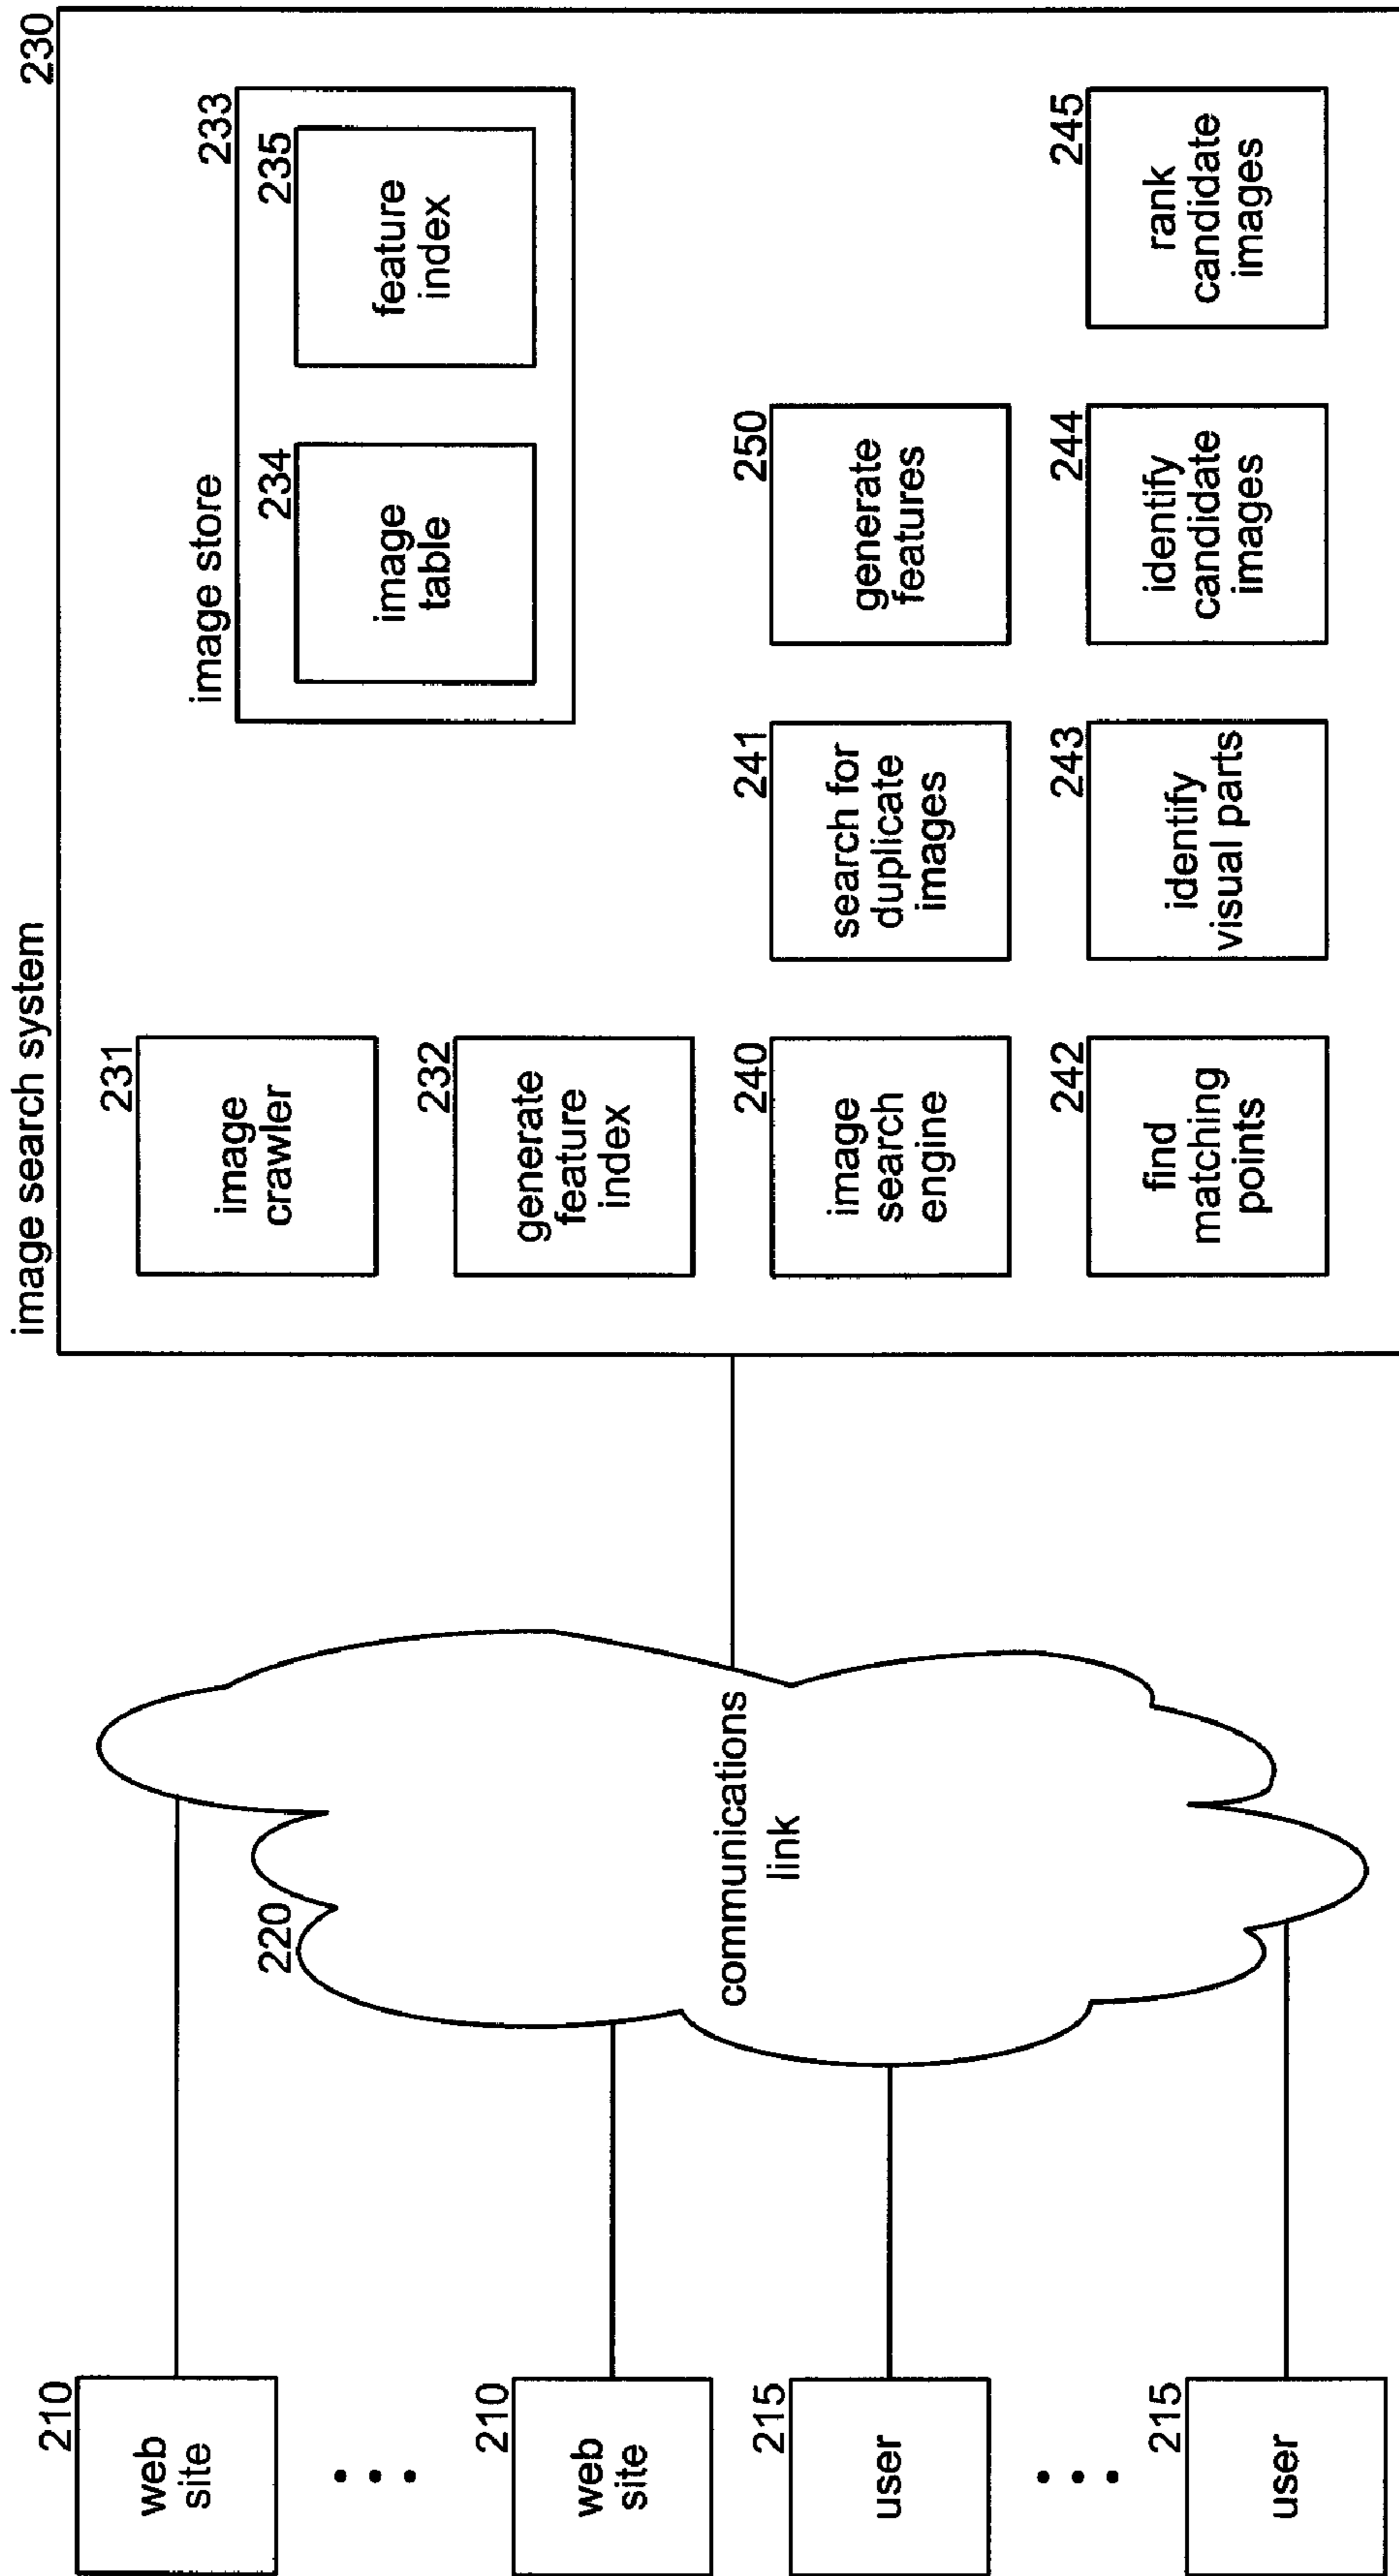 image search system
230
231
image
crawler
image store
233
234
image
table
235
feature
index
232
generate
feature
index
240
image
search
engine
241
search for
duplicate
images
250
generate
features
242
find
matching
points
243
identify
visual parts
244
identify
candidate
images
245
rank
candidate
images
220
communications
link
210
web
site
210
web
site
215
user
215
user